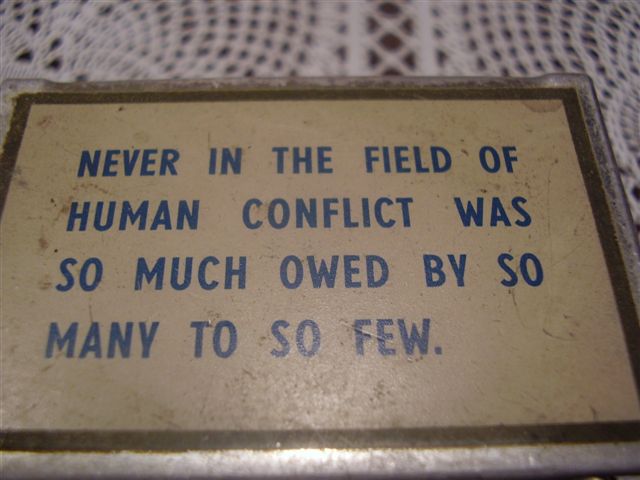 NEVER IN THE FIELD OF
HUMAN CONFLICT WAS
SO MUCH OWED BY SO
MANY TO SO FEW.